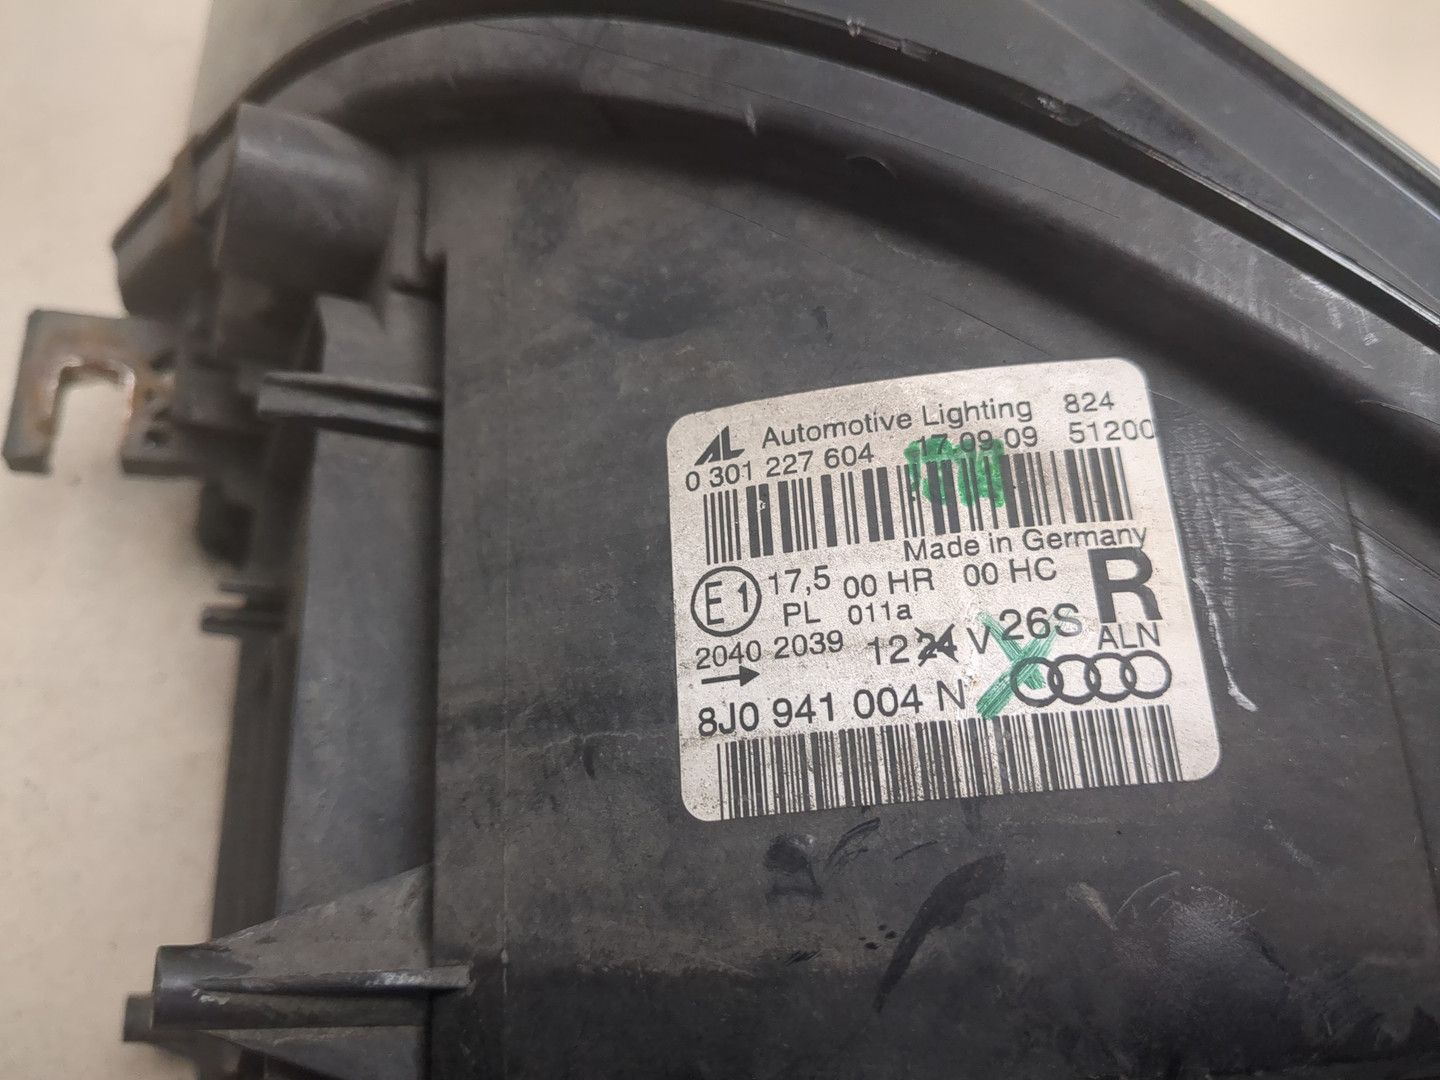 AL Automotive Lighting 824
0 301 227 604 17.09.09 51200
Made in Germany
E1 17,5 00 HR 00 HC R
PL 011a
2040 2039 12 24 V 26S ALN
8J0 941 004 N